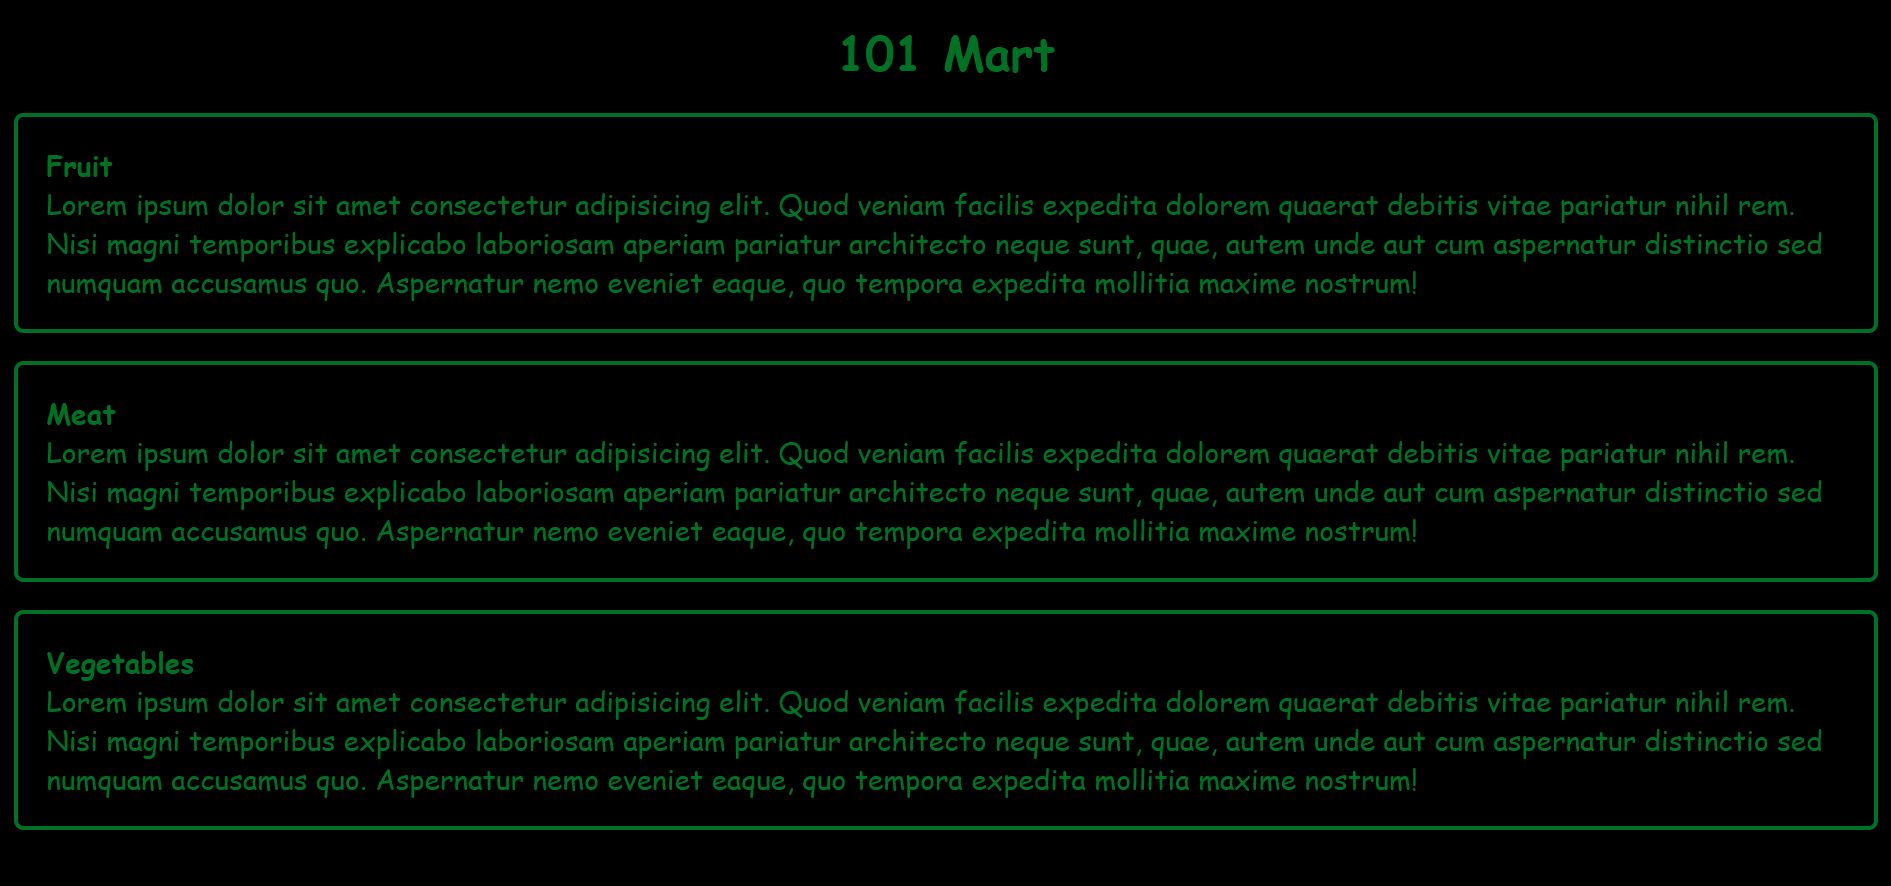 101 Mart
Fruit
Lorem ipsum dolor sit amet consectetur adipisicing elit. Quod veniam facilis expedita dolorem quaerat debitis vitae pariatur nihil rem.
Nisi magni temporibus explicabo laboriosam aperiam pariatur architecto neque sunt, quae, autem unde aut cum aspernatur distinctio sed
numquam accusamus quo. Aspernatur nemo eveniet eaque, quo tempora expedita mollitia maxime nostrum!
Meat
Lorem ipsum dolor sit amet consectetur adipisicing elit. Quod veniam facilis expedita dolorem quaerat debitis vitae pariatur nihil rem.
Nisi magni temporibus explicabo laboriosam aperiam pariatur architecto neque sunt, quae, autem unde aut cum aspernatur distinctio sed
numquam accusamus quo. Aspernatur nemo eveniet eaque, quo tempora expedita mollitia maxime nostrum!
Vegetables
Lorem ipsum dolor sit amet consectetur adipisicing elit. Quod veniam facilis expedita dolorem quaerat debitis vitae pariatur nihil rem.
Nisi magni temporibus explicabo laboriosam aperiam pariatur architecto neque sunt, quae, autem unde aut cum aspernatur distinctio sed
numquam accusamus quo. Aspernatur nemo eveniet eaque, quo tempora expedita mollitia maxime nostrum!